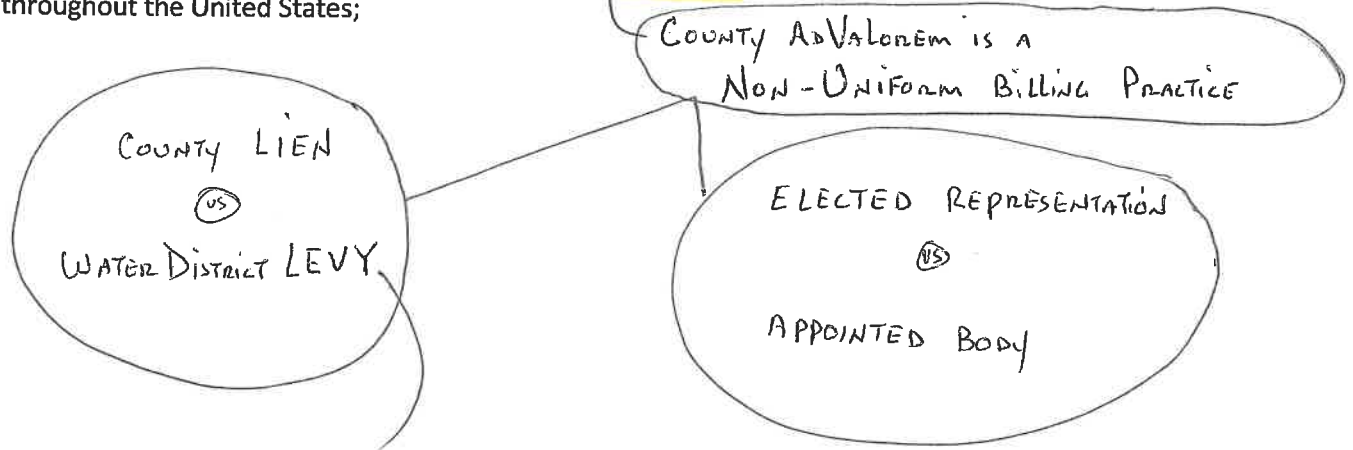 throughout the United States;
County AdValorem is a
Non-Uniform Billing Practice
County Lien
vs
Water District LEVY
Elected Representation
vs
Appointed Body